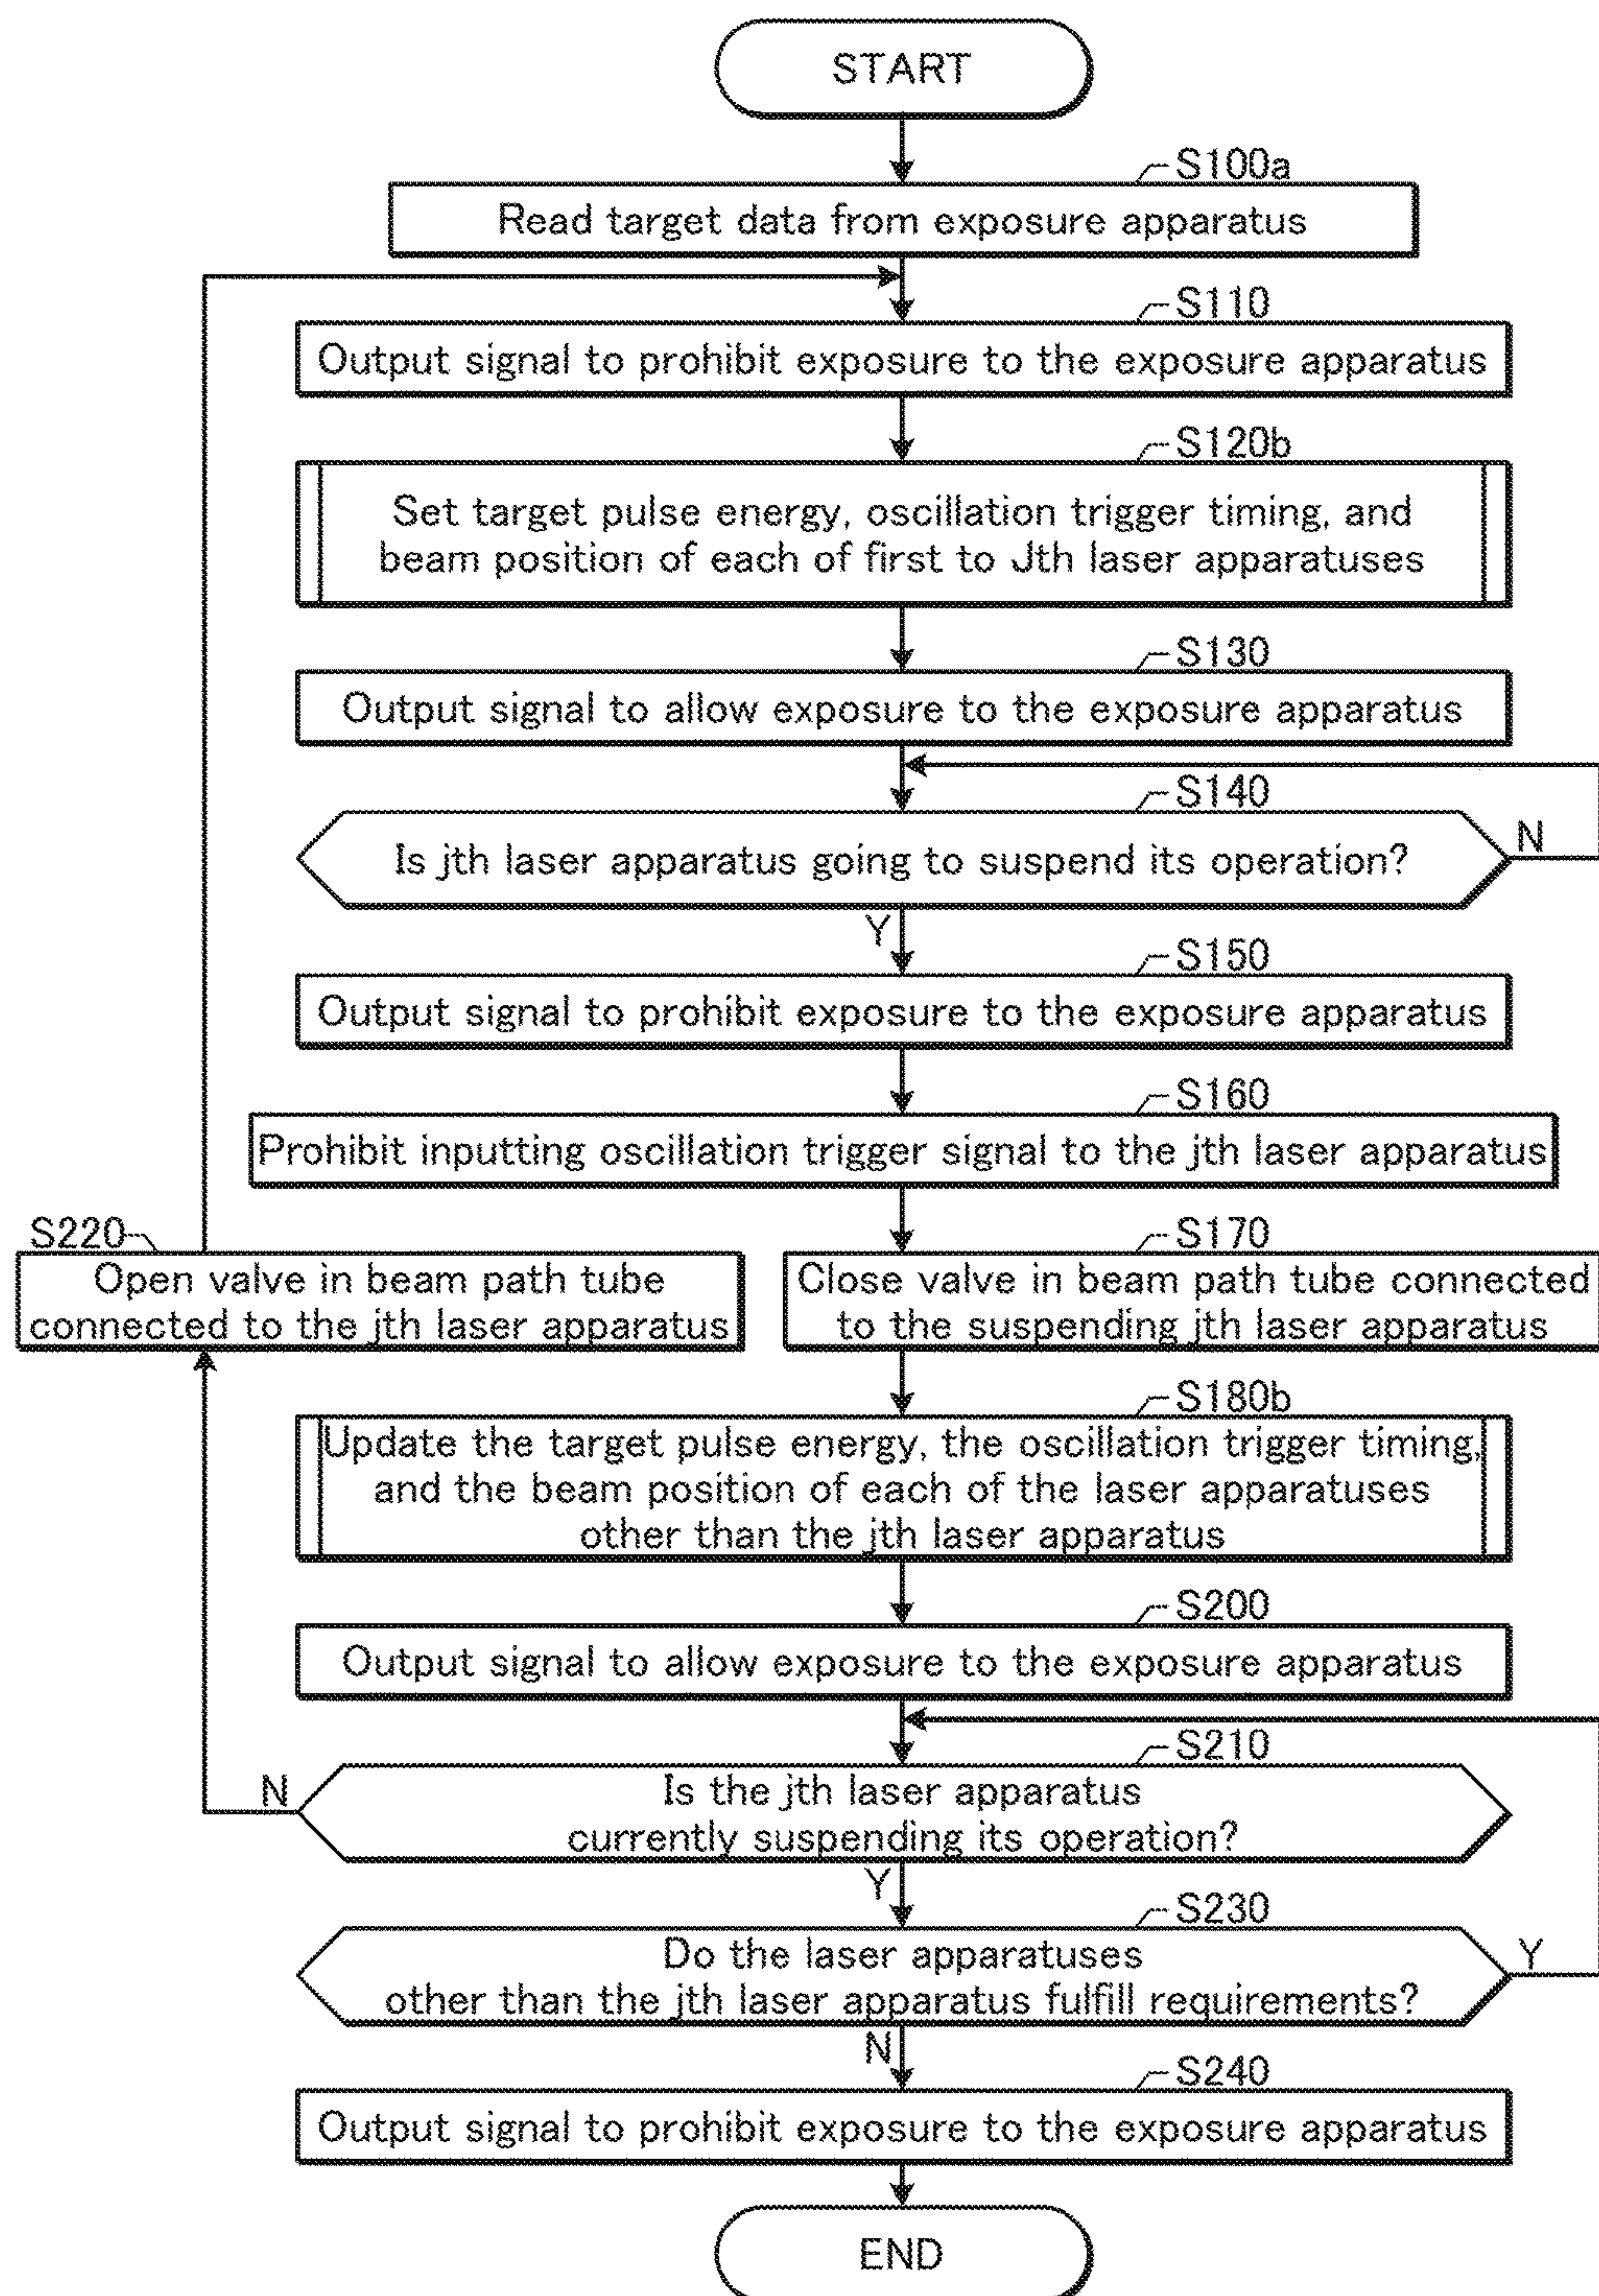 START
S100a
Read target data from exposure apparatus
S110
Output signal to prohibit exposure to the exposure apparatus
S120b
Set target pulse energy, oscillation trigger timing, and
beam position of each of first to Jth laser apparatuses
S130
Output signal to allow exposure to the exposure apparatus
S140
Is jth laser apparatus going to suspend its operation?
N
Y
S150
Output signal to prohibit exposure to the exposure apparatus
S160
Prohibit inputting oscillation trigger signal to the jth laser apparatus
S220
Open valve in beam path tube
connected to the jth laser apparatus
S170
Close valve in beam path tube connected
to the suspending jth laser apparatus
S180b
Update the target pulse energy, the oscillation trigger timing,
and the beam position of each of the laser apparatuses
other than the jth laser apparatus
S200
Output signal to allow exposure to the exposure apparatus
S210
N
Is the jth laser apparatus
currently suspending its operation?
Y
S230
Do the laser apparatuses
other than the jth laser apparatus fulfill requirements?
Y
N
S240
Output signal to prohibit exposure to the exposure apparatus
END